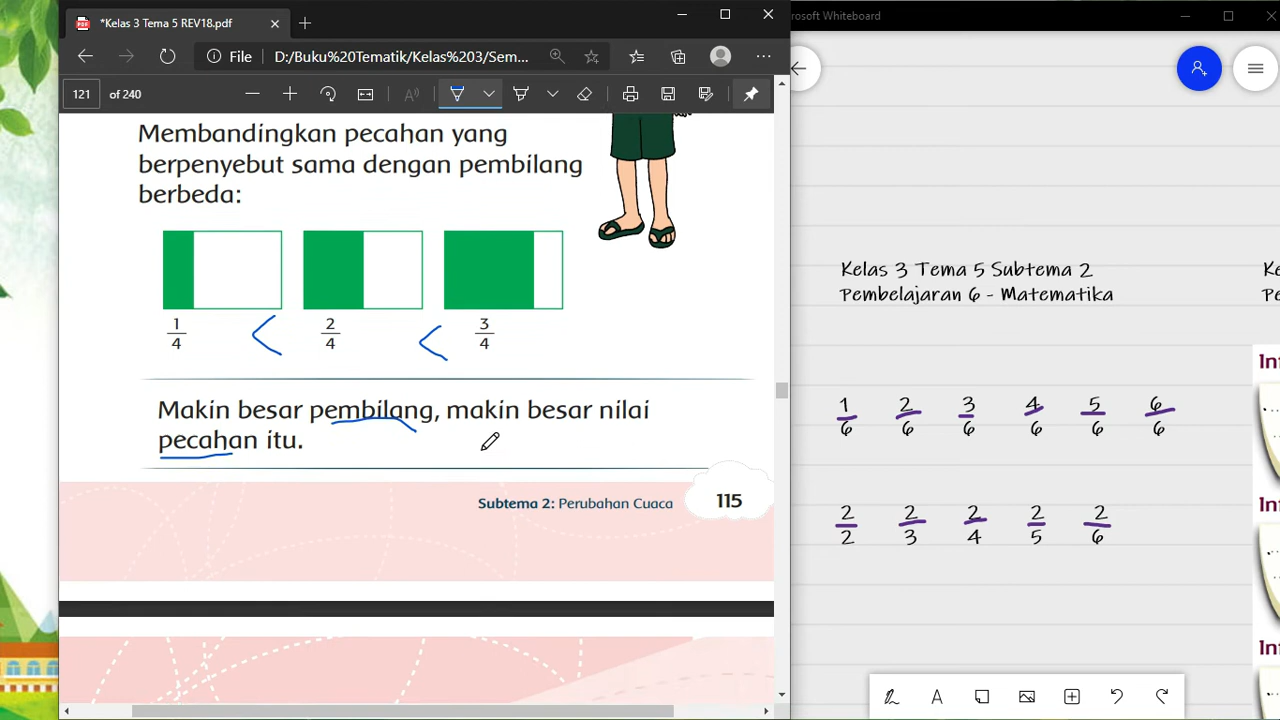 *Kelas 3 Tema 5 REV18.pdf
File
D:/Buku%20Tematik/Kelas%203/Sem...
121 of 240
Membandingkan pecahan yang
berpenyebut sama dengan pembilang
berbeda:
1/4 < 2/4 < 3/4
Makin besar pembilang, makin besar nilai
pecahan itu.
Subtema 2: Perubahan Cuaca 115
rosoft Whiteboard
Kelas 3 Tema 5 Subtema 2
Pembelajaran 6 - Matematika
1/6 2/6 3/6 4/6 5/6 6/6
2/2 2/3 2/4 2/5 2/6